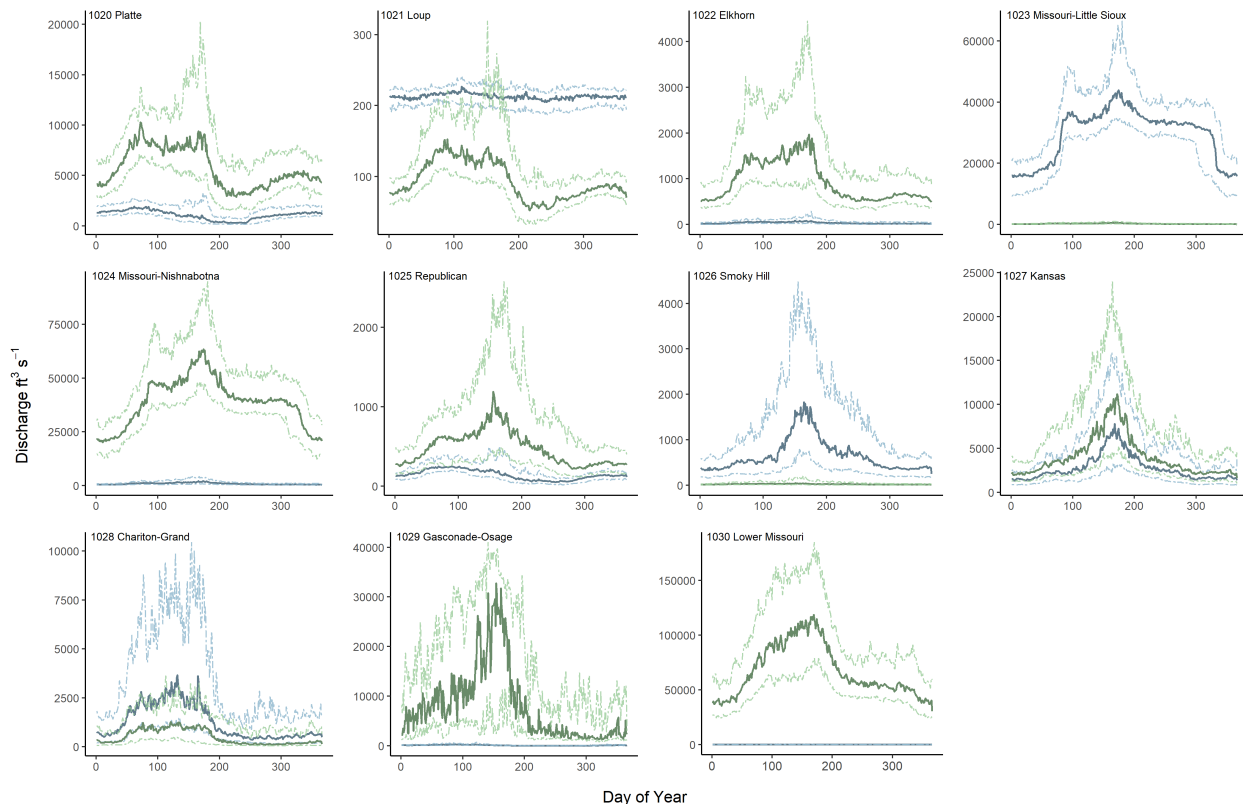 1020 Platte
20000
15000
10000
5000
0
0 100 200 300
1021 Loup
300
200
100
0 100 200 300
1022 Elkhorn
4000
3000
2000
1000
0
0 100 200 300
1023 Missouri-Little Sioux
60000
40000
20000
0
0 100 200 300
1024 Missouri-Nishnabotna
75000
50000
25000
0
0 100 200 300
1025 Republican
2000
1000
0
0 100 200 300
1026 Smoky Hill
4000
3000
2000
1000
0
0 100 200 300
1027 Kansas
25000
20000
15000
10000
5000
0
0 100 200 300
1028 Chariton-Grand
10000
7500
5000
2500
0
0 100 200 300
1029 Gasconade-Osage
40000
30000
20000
10000
0
0 100 200 300
1030 Lower Missouri
150000
100000
50000
0
0 100 200 300
Discharge ft³ s⁻¹
Day of Year